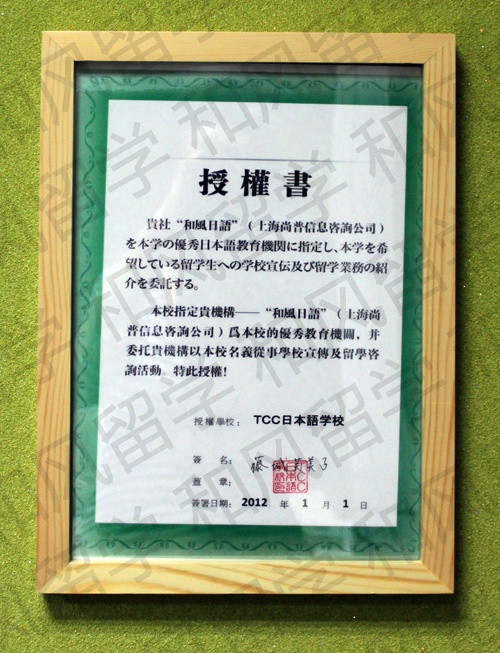 授權書
貴社“和風日語”（上海尚普信息咨詢公司）
を本学の優秀日本語教育機関に指定し、本学を希
望している留学生への学校宣伝及び留学業務の紹
介を委託する。
本校指定貴機構——“和風日語”（上海尚
普信息咨詢公司）爲本校的優秀教育機關，并
委托貴機構以本校名義從事學校宣傳及留學咨
詢活動。特此授權!
授權學校： TCC日本語学校
簽名：
蓋章：
簽署日期： 2012 年 1 月 1 日
和风留学